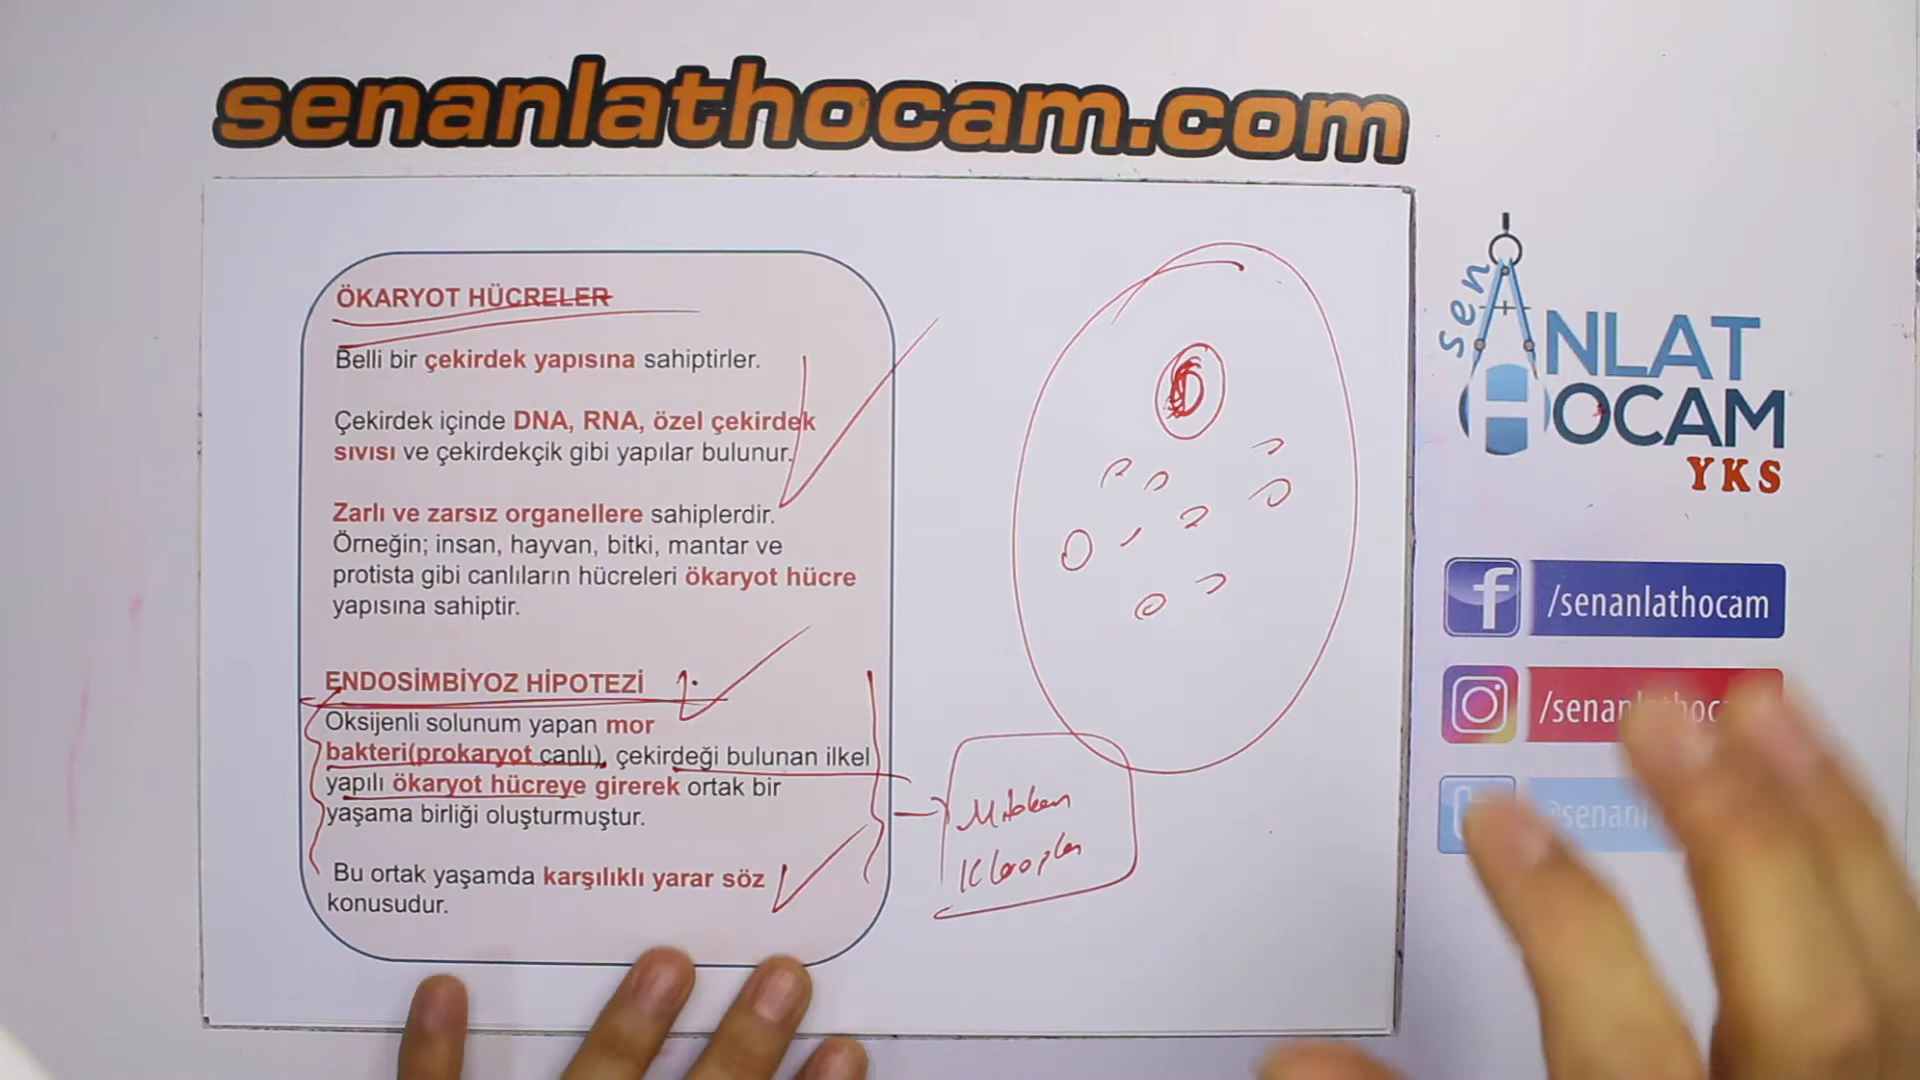 senanlathocam.com
ÖKARYOT HÜCRELER
Belli bir çekirdek yapısına sahiptirler.
Çekirdek içinde DNA, RNA, özel çekirdek
sıvısı ve çekirdekçik gibi yapılar bulunur.
Zarlı ve zarsız organellere sahiplerdir.
Örneğin; insan, hayvan, bitki, mantar ve
protista gibi canlıların hücreleri ökaryot hücre
yapısına sahiptir.
ENDOSİMBİYOZ HİPOTEZİ
Oksijenli solunum yapan mor
bakteri(prokaryot canlı), çekirdeği bulunan ilkel
yapılı ökaryot hücreye girerek ortak bir
yaşama birliği oluşturmuştur.
Bu ortak yaşamda karşılıklı yarar söz
konusudur.
sen
ANLAT
HOCAM
YKS
/senanlathocam